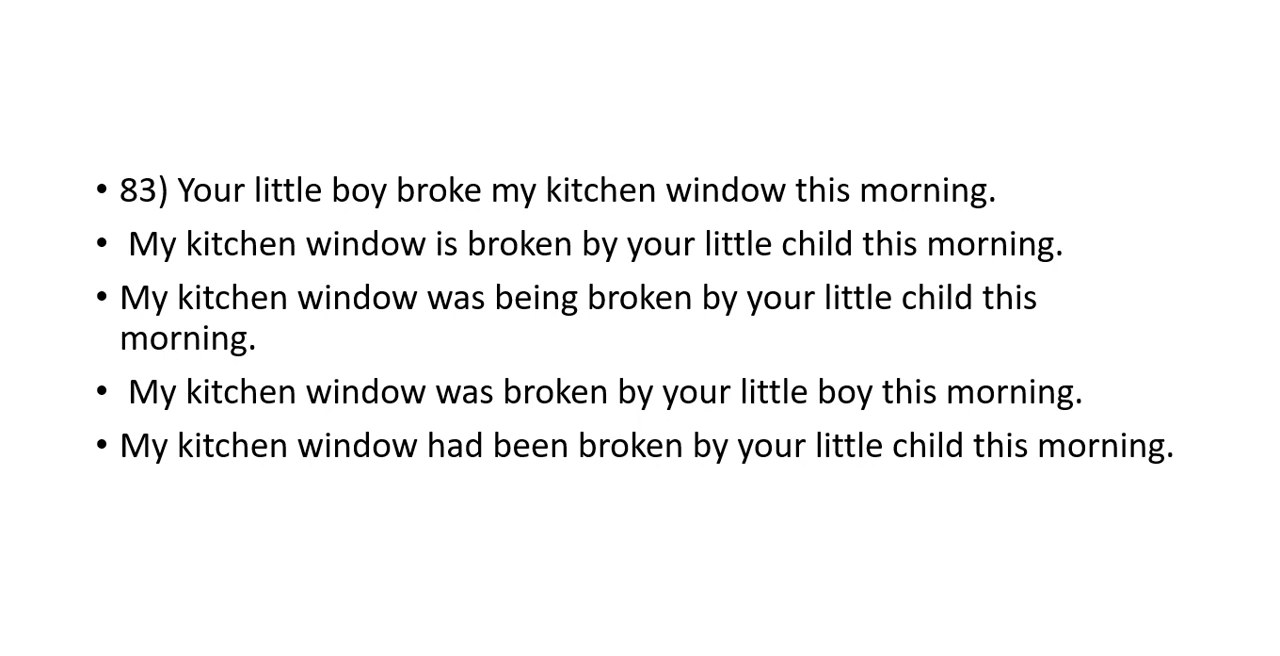 • 83) Your little boy broke my kitchen window this morning.
• My kitchen window is broken by your little child this morning.
• My kitchen window was being broken by your little child this
morning.
• My kitchen window was broken by your little boy this morning.
• My kitchen window had been broken by your little child this morning.